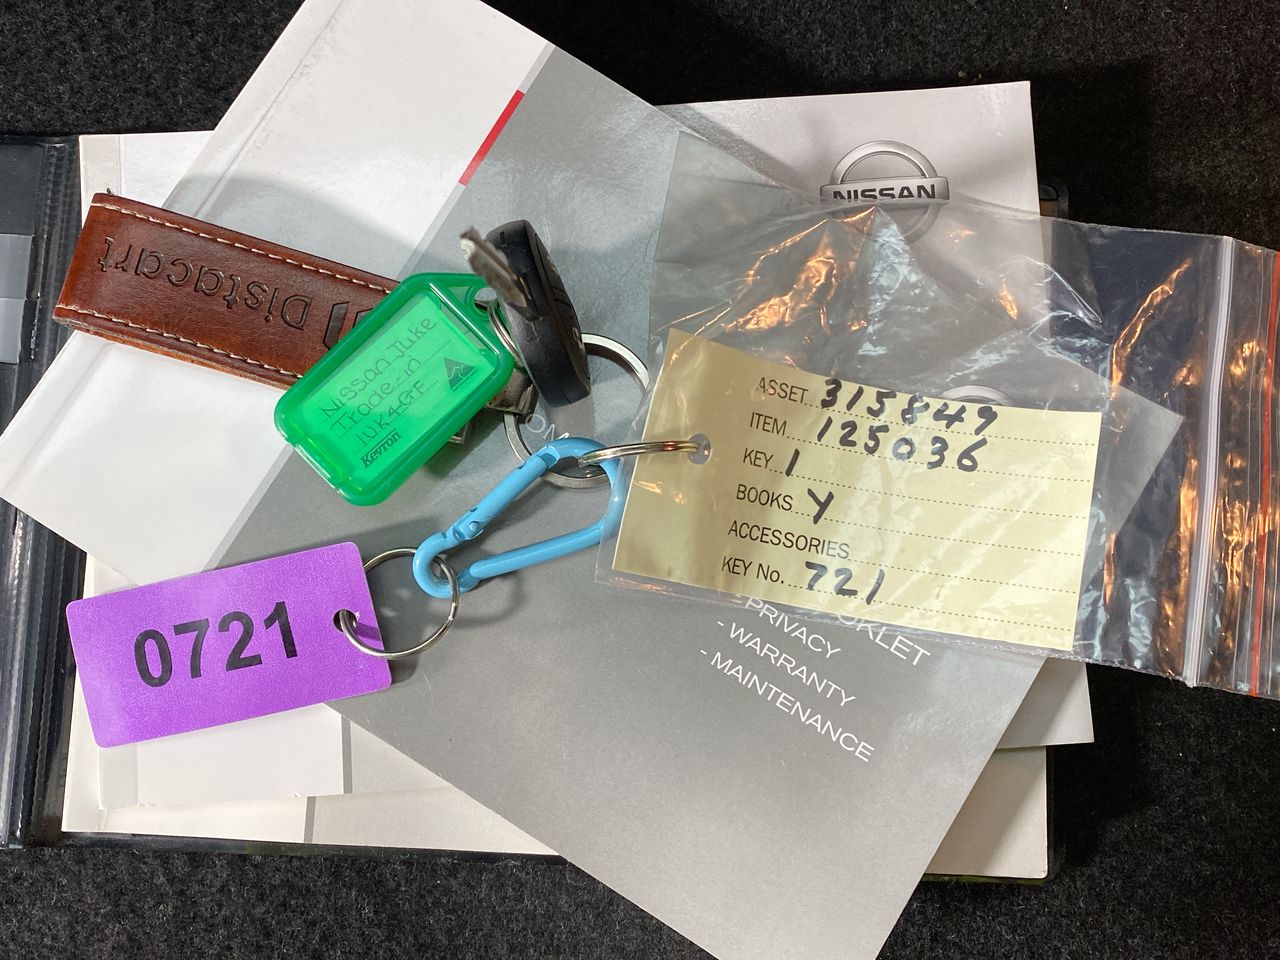 NISSAN
Distacart
Nissan Juke
Trade in
Kevron
ASSET 315849
ITEM 125036
KEY 1
BOOKS Y
ACCESSORIES
KEY No. 721
0721
- PRIVACY
- WARRANTY
- MAINTENANCE